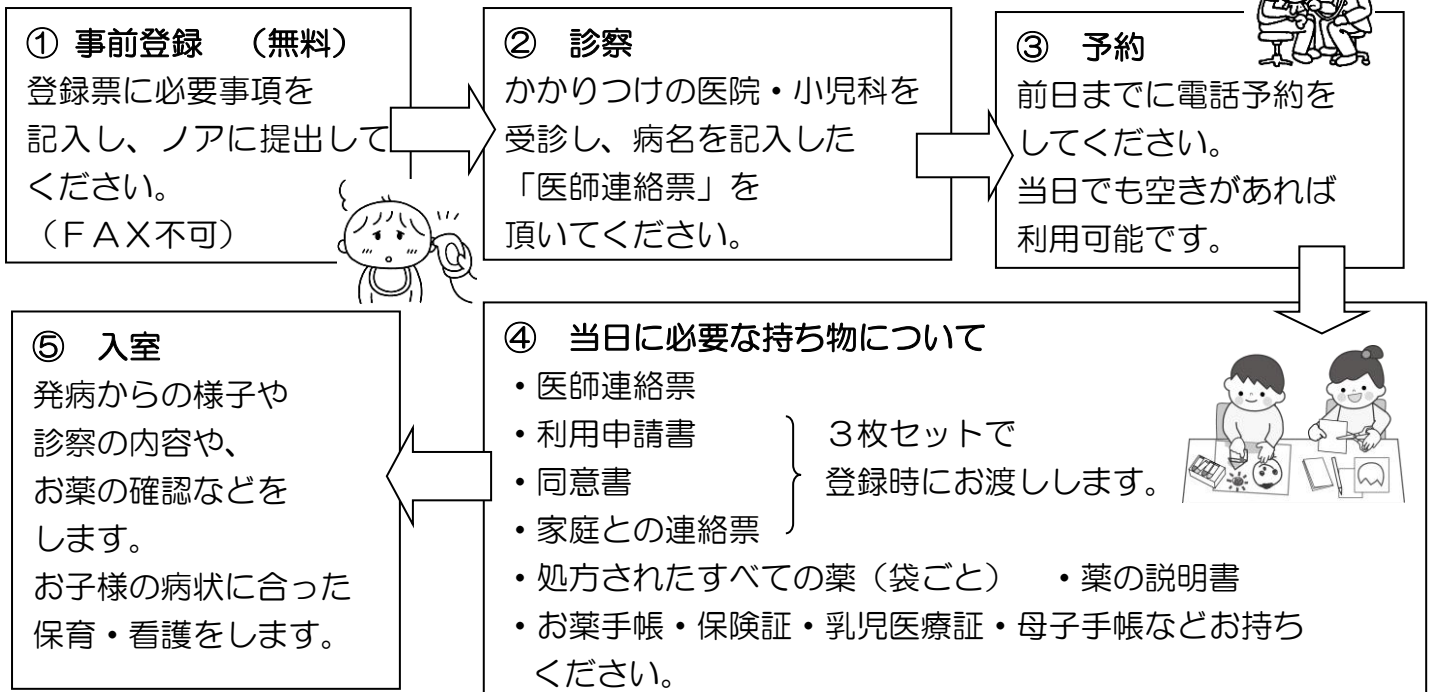 ① 事前登録　（無料）
登録票に必要事項を
記入し、ノアに提出して
ください。
（ＦＡＸ不可）
②　診察
かかりつけの医院・小児科を
受診し、病名を記入した
「医師連絡票」を
頂いてください。
③　予約
前日までに電話予約を
してください。
当日でも空きがあれば
利用可能です。
④　当日に必要な持ち物について
・医師連絡票
・利用申請書
・同意書
・家庭との連絡票
３枚セットで
登録時にお渡しします。
・処方されたすべての薬（袋ごと）　・薬の説明書
・お薬手帳・保険証・乳児医療証・母子手帳などお持ち
ください。
⑤　入室
発病からの様子や
診察の内容や、
お薬の確認などを
します。
お子様の病状に合った
保育・看護をします。